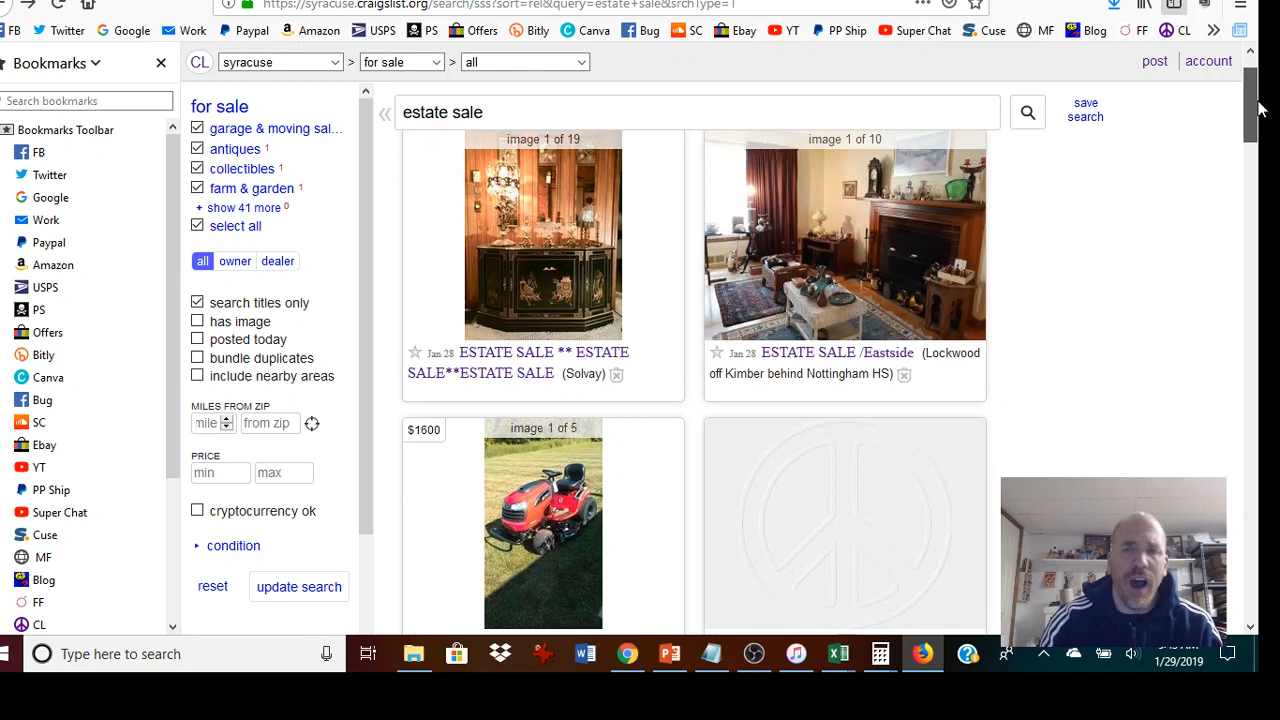 https://syracuse.craigslist.org/search/sss?sort=rel&query=estate+sale&srchType=T
FB Twitter Google Work Paypal Amazon USPS PS Offers Bitly Canva Bug SC Ebay YT PP Ship Super Chat Cuse MF Blog FF CL
Bookmarks
Search bookmarks
Bookmarks Toolbar
FB
Twitter
Google
Work
Paypal
Amazon
USPS
PS
Offers
Bitly
Canva
Bug
SC
Ebay
YT
PP Ship
Super Chat
Cuse
MF
Blog
FF
CL
CL syracuse > for sale > all
post account
for sale
garage & moving sal...
antiques 1
collectibles 1
farm & garden 1
+ show 41 more 0
select all
all owner dealer
search titles only
has image
posted today
bundle duplicates
include nearby areas
MILES FROM ZIP
mile from zip
PRICE
min max
cryptocurrency ok
condition
reset update search
« estate sale
save search
image 1 of 19
Jan 28 ESTATE SALE ** ESTATE
SALE**ESTATE SALE (Solvay)
image 1 of 10
Jan 28 ESTATE SALE /Eastside (Lockwood
off Kimber behind Nottingham HS)
$1600
image 1 of 5
Type here to search
1/29/2019